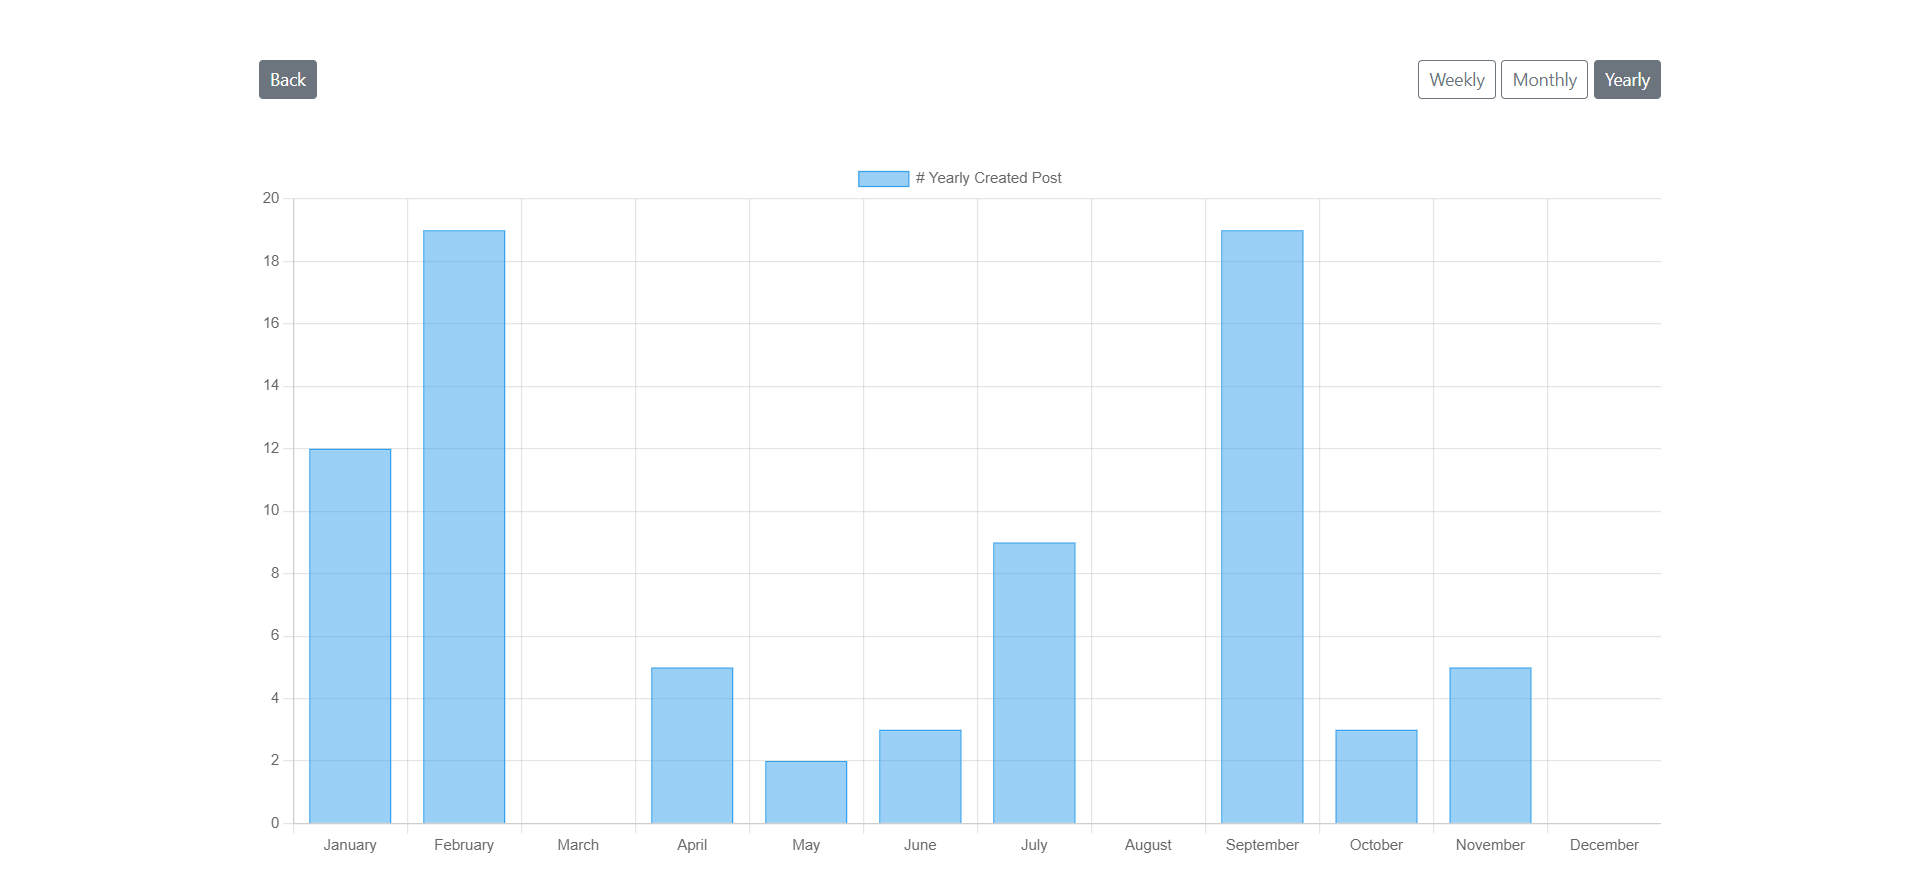 Back
Weekly Monthly Yearly
# Yearly Created Post
20
18
16
14
12
10
8
6
4
2
0
January February March April May June July August September October November December